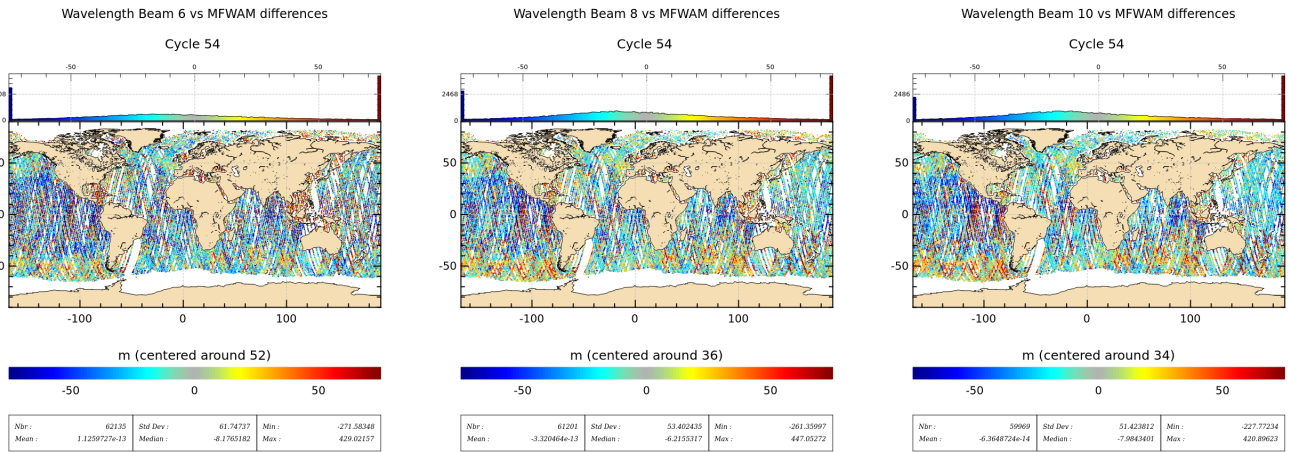 Wavelength Beam 6 vs MFWAM differences
Cycle 54
-50 0 50
0
50
0
-50
-100 0 100
m (centered around 52)
-50 0 50
Nbr : 62135 Std Dev : 61.74737 Min : -271.58348
Mean : 1.1259727e-13 Median : -8.1765182 Max : 429.02157
Wavelength Beam 8 vs MFWAM differences
Cycle 54
-50 0 50
2468
0
50
0
-50
-100 0 100
m (centered around 36)
-50 0 50
Nbr : 61201 Std Dev : 53.402435 Min : -261.35997
Mean : -3.320464e-13 Median : -6.2155317 Max : 447.05272
Wavelength Beam 10 vs MFWAM differences
Cycle 54
-50 0 50
2486
0
50
0
-50
-100 0 100
m (centered around 34)
-50 0 50
Nbr : 59969 Std Dev : 51.423812 Min : -227.77234
Mean : -6.3648724e-14 Median : -7.9843401 Max : 420.89623